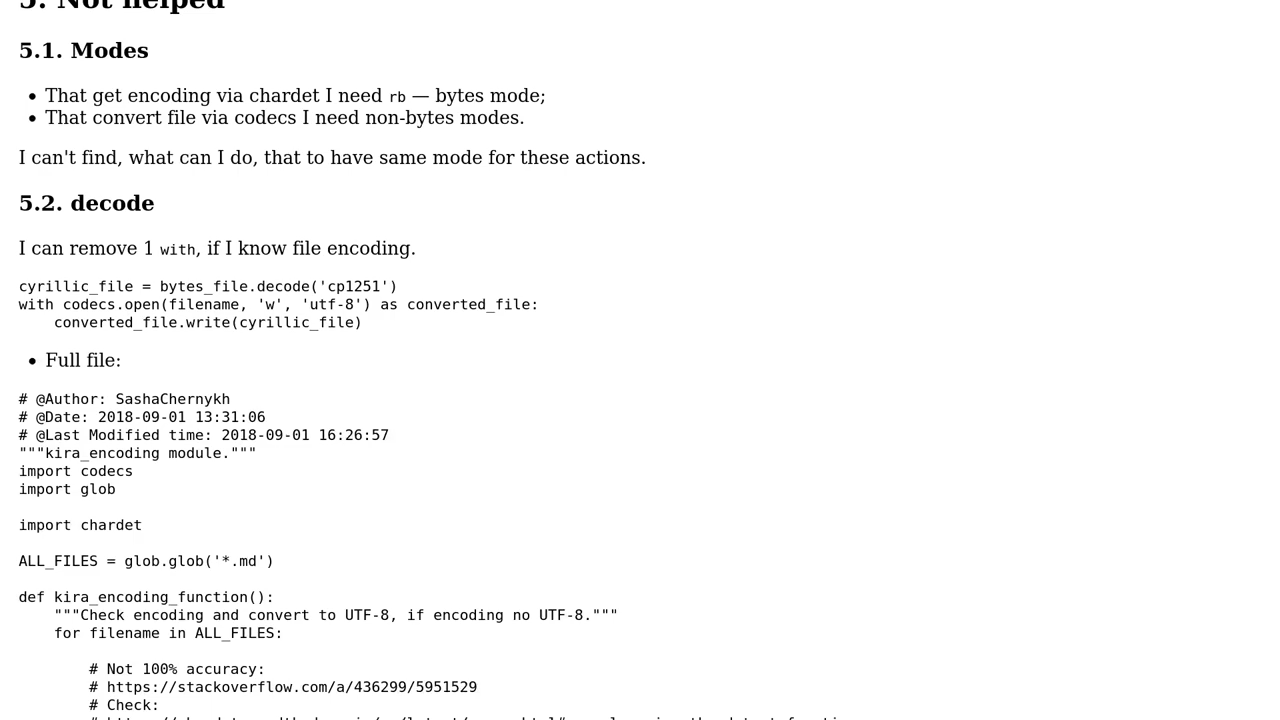 5. Not helped
5.1. Modes
• That get encoding via chardet I need rb — bytes mode;
• That convert file via codecs I need non-bytes modes.
I can't find, what can I do, that to have same mode for these actions.
5.2. decode
I can remove 1 with, if I know file encoding.
cyrillic_file = bytes_file.decode('cp1251')
with codecs.open(filename, 'w', 'utf-8') as converted_file:
    converted_file.write(cyrillic_file)
• Full file:
# @Author: SashaChernykh
# @Date: 2018-09-01 13:31:06
# @Last Modified time: 2018-09-01 16:26:57
"""kira_encoding module."""
import codecs
import glob
import chardet
ALL_FILES = glob.glob('*.md')
def kira_encoding_function():
    """Check encoding and convert to UTF-8, if encoding no UTF-8."""
    for filename in ALL_FILES:
        # Not 100% accuracy:
        # https://stackoverflow.com/a/436299/5951529
        # Check: